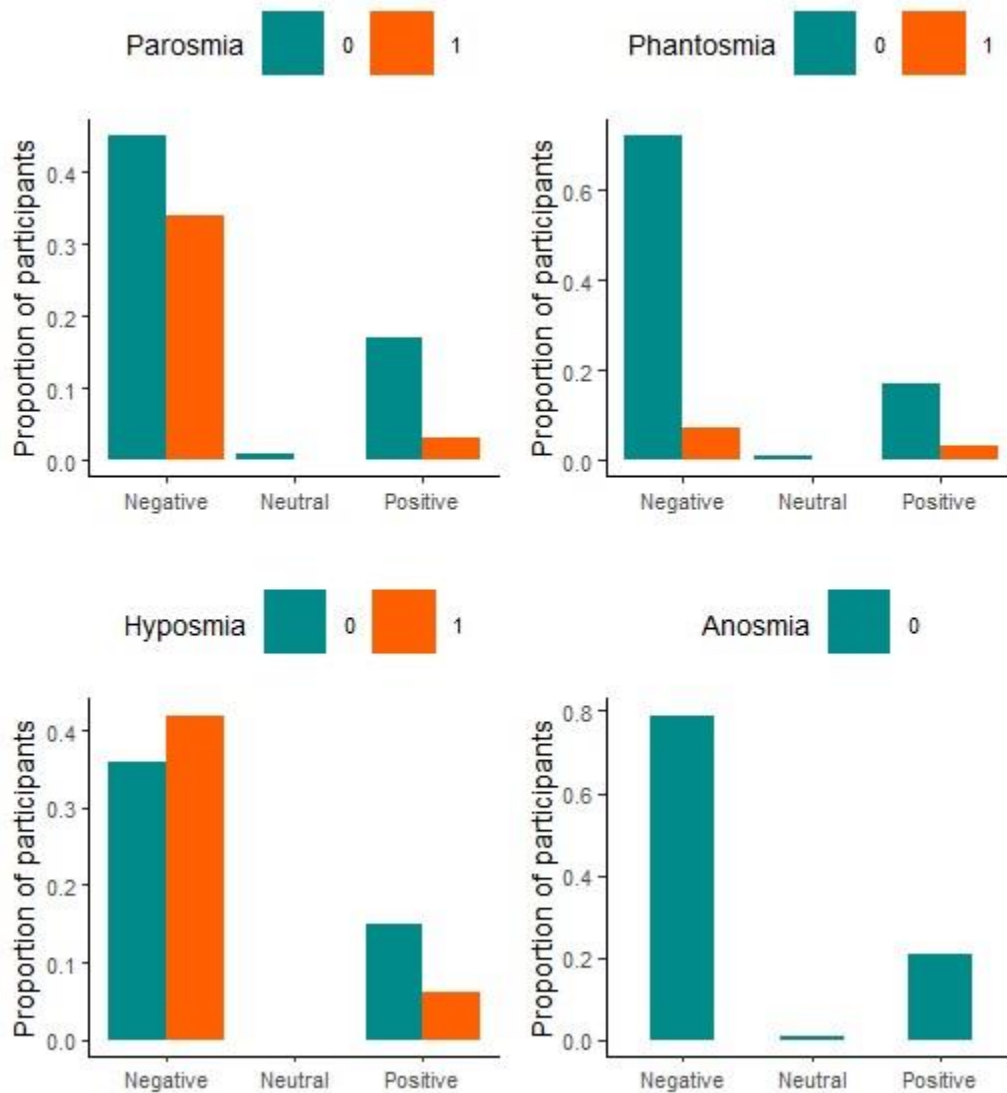 Parosmia 0 1
Proportion of participants
0.4
0.3
0.2
0.1
0.0
Negative Neutral Positive
Phantosmia 0 1
Proportion of participants
0.6
0.4
0.2
0.0
Negative Neutral Positive
Hyposmia 0 1
Proportion of participants
0.4
0.3
0.2
0.1
0.0
Negative Neutral Positive
Anosmia 0
Proportion of participants
0.8
0.6
0.4
0.2
0.0
Negative Neutral Positive